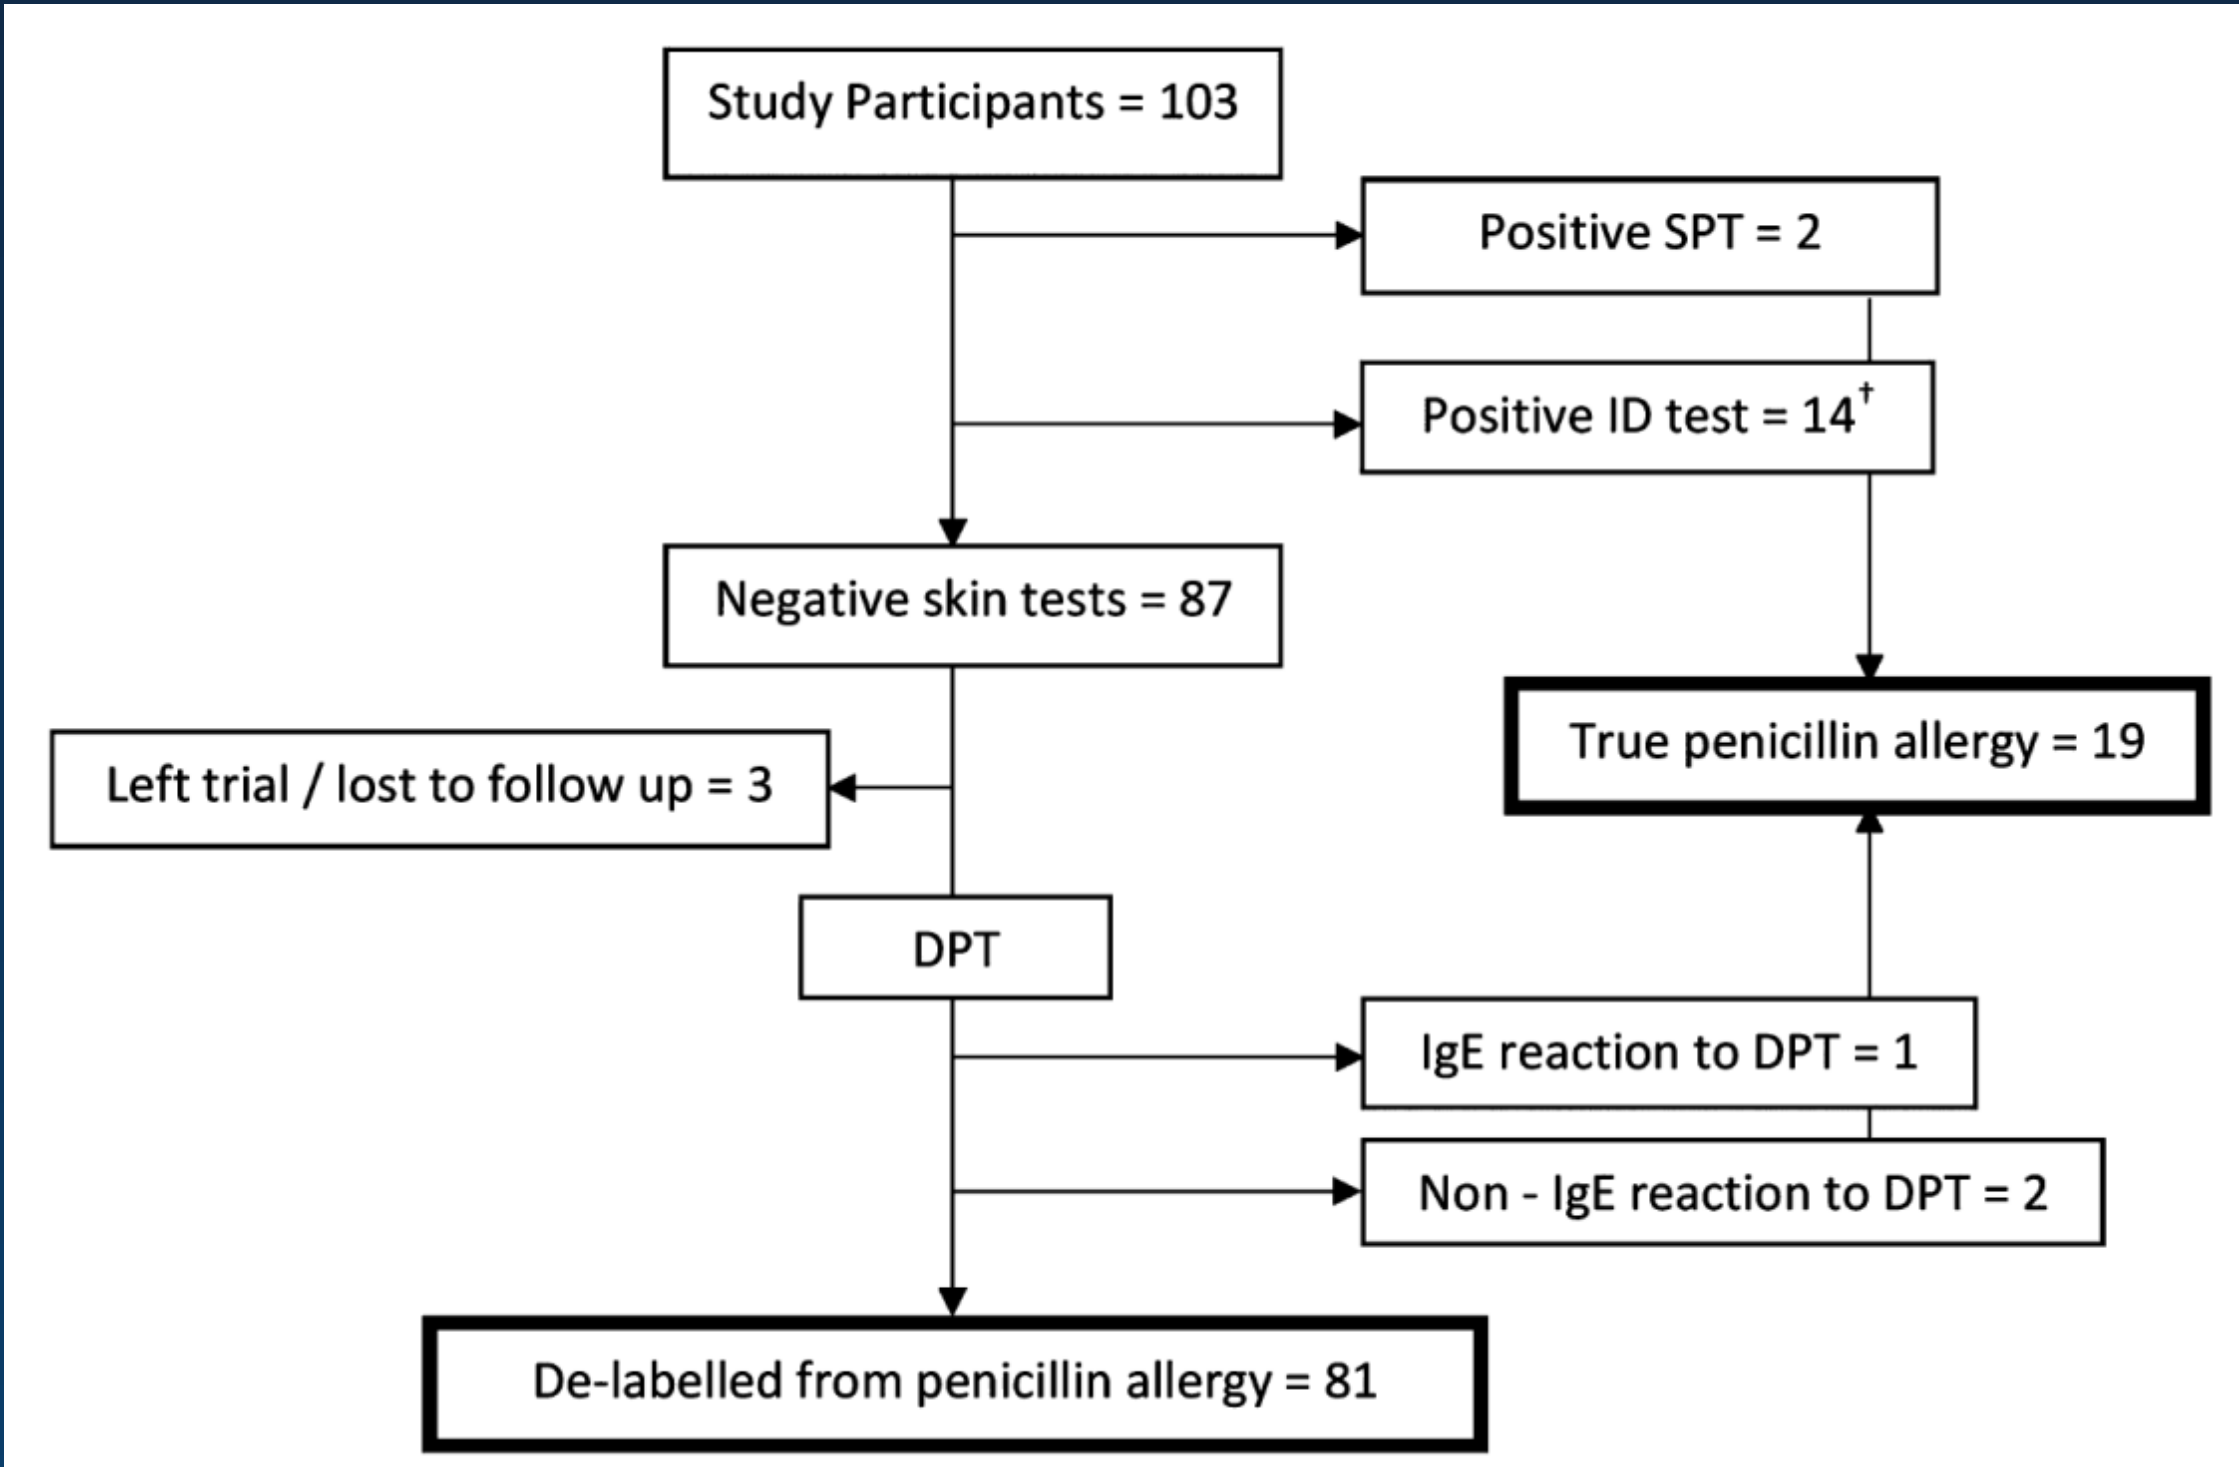 Study Participants = 103
Positive SPT = 2
Positive ID test = 14†
Negative skin tests = 87
True penicillin allergy = 19
Left trial / lost to follow up = 3
DPT
IgE reaction to DPT = 1
Non - IgE reaction to DPT = 2
De-labelled from penicillin allergy = 81